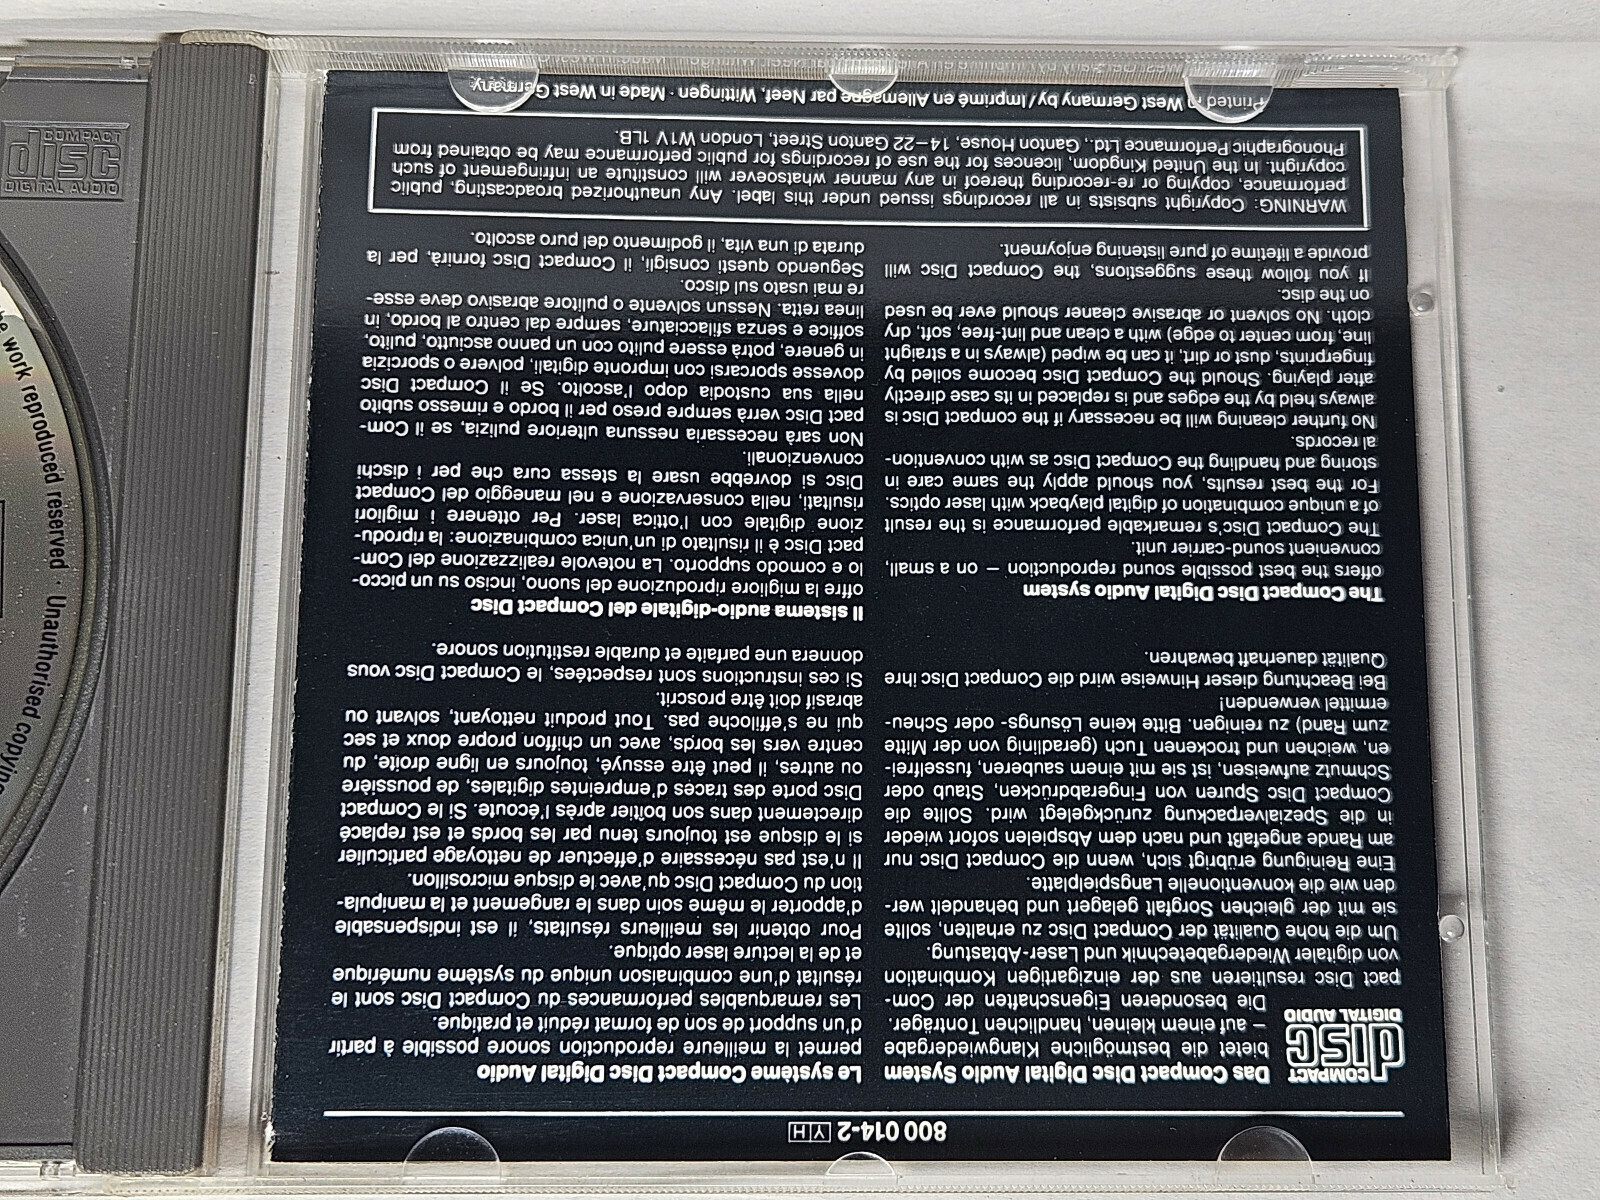 800 014-2 Y H
COMPACT
disc
DIGITAL AUDIO
Das Compact Disc Digital Audio System
bietet die bestmögliche Klangwiedergabe
– auf einem kleinen, handlichen Tonträger.
Die besonderen Eigenschaften der Com-
pact Disc resultieren aus der einzigartigen Kombination
von digitaler Wiedergabetechnik und Laser-Abtastung.
Um die hohe Qualität der Compact Disc zu erhalten, sollte
sie mit der gleichen Sorgfalt gelagert und behandelt wer-
den wie die konventionelle Langspielplatte.
Eine Reinigung erübrigt sich, wenn die Compact Disc nur
am Rande angefaßt und nach dem Abspielen sofort wieder
in die Spezialverpackung zurückgelegt wird. Sollte die
Compact Disc Spuren von Fingerabdrücken, Staub oder
Schmutz aufweisen, ist sie mit einem sauberen, fusselfrei-
en, weichen und trockenen Tuch (geradlinig von der Mitte
zum Rand) zu reinigen. Bitte keine Lösungs- oder Scheu-
ermittel verwenden!
Bei Beachtung dieser Hinweise wird die Compact Disc ihre
Qualität dauerhaft bewahren.
The Compact Disc Digital Audio System
offers the best possible sound reproduction – on a small,
convenient sound-carrier unit.
The Compact Disc's remarkable performance is the result
of a unique combination of digital playback with laser optics.
For the best results, you should apply the same care in
storing and handling the Compact Disc as with convention-
al records.
No further cleaning will be necessary if the compact Disc is
always held by the edges and is replaced in its case directly
after playing. Should the Compact Disc become soiled by
fingerprints, dust or dirt, it can be wiped (always in a straight
line, from center to edge) with a clean and lint-free, soft, dry
cloth. No solvent or abrasive cleaner should ever be used
on the disc.
If you follow these suggestions, the Compact Disc will
provide a lifetime of pure listening enjoyment.
Le système Compact Disc Digital Audio
permet la meilleure reproduction sonore possible à partir
d'un support de son de format réduit et pratique.
Les remarquables performances du Compact Disc sont le
résultat d'une combinaison unique du système numérique
et de la lecture laser optique.
Pour obtenir les meilleurs résultats, il est indispensable
d'apporter le même soin dans le rangement et la manipula-
tion du Compact Disc qu'avec le disque microsillon.
Il n'est pas nécessaire d'effectuer de nettoyage particulier
si le disque est toujours tenu par les bords et est replacé
directement dans son boîtier après l'écoute. Si le Compact
Disc porte des traces d'empreintes digitales, de poussière
ou autres, il peut être essuyé, toujours en ligne droite, du
centre vers les bords, avec un chiffon propre doux et sec
qui ne s'effiloche pas. Tout produit nettoyant, solvant ou
abrasif doit être proscrit.
Si ces instructions sont respectées, le Compact Disc vous
donnera une parfaite et durable restitution sonore.
Il sistema audio-digitale del Compact Disc
offre la migliore riproduzione del suono, inciso su un picco-
lo e comodo supporto. La notevole realizzazione del Com-
pact Disc è il risultato di un'unica combinazione: la riprodu-
zione digitale con l'ottica laser. Per ottenere i migliori
risultati, nella conservazione e nel maneggio del Compact
Disc si dovrebbe usare la stessa cura che per i dischi
convenzionali.
Non sarà necessaria nessuna ulteriore pulizia, se il Com-
pact Disc verrà sempre preso per il bordo e rimesso subito
nella sua custodia dopo l'ascolto. Se il Compact Disc
dovesse sporcarsi con impronte digitali, polvere o sporcizia
in genere, potrà essere pulito con un panno asciutto, pulito,
soffice e senza sfilacciature, sempre dal centro al bordo, in
linea retta. Nessun solvente o pulitore abrasivo deve esse-
re mai usato sul disco.
Seguendo questi consigli, il Compact Disc fornirà, per la
durata di una vita, il godimento del puro ascolto.
WARNING: Copyright subsists in all recordings issued under this label. Any unauthorized broadcasting, public
performance, copying or re-recording thereof in any manner whatsoever will constitute an infringement of such
copyright. In the United Kingdom, licences for the use of recordings for public performance may be obtained from
Phonographic Performance Ltd., Ganton House, 14–22 Ganton Street, London W1V 1LB.
Printed in West Germany by / Imprimé en Allemagne par Neef, Wittingen · Made in West Germany
COMPACT
disc
DIGITAL AUDIO
the work reproduced reserved · Unauthorised copying